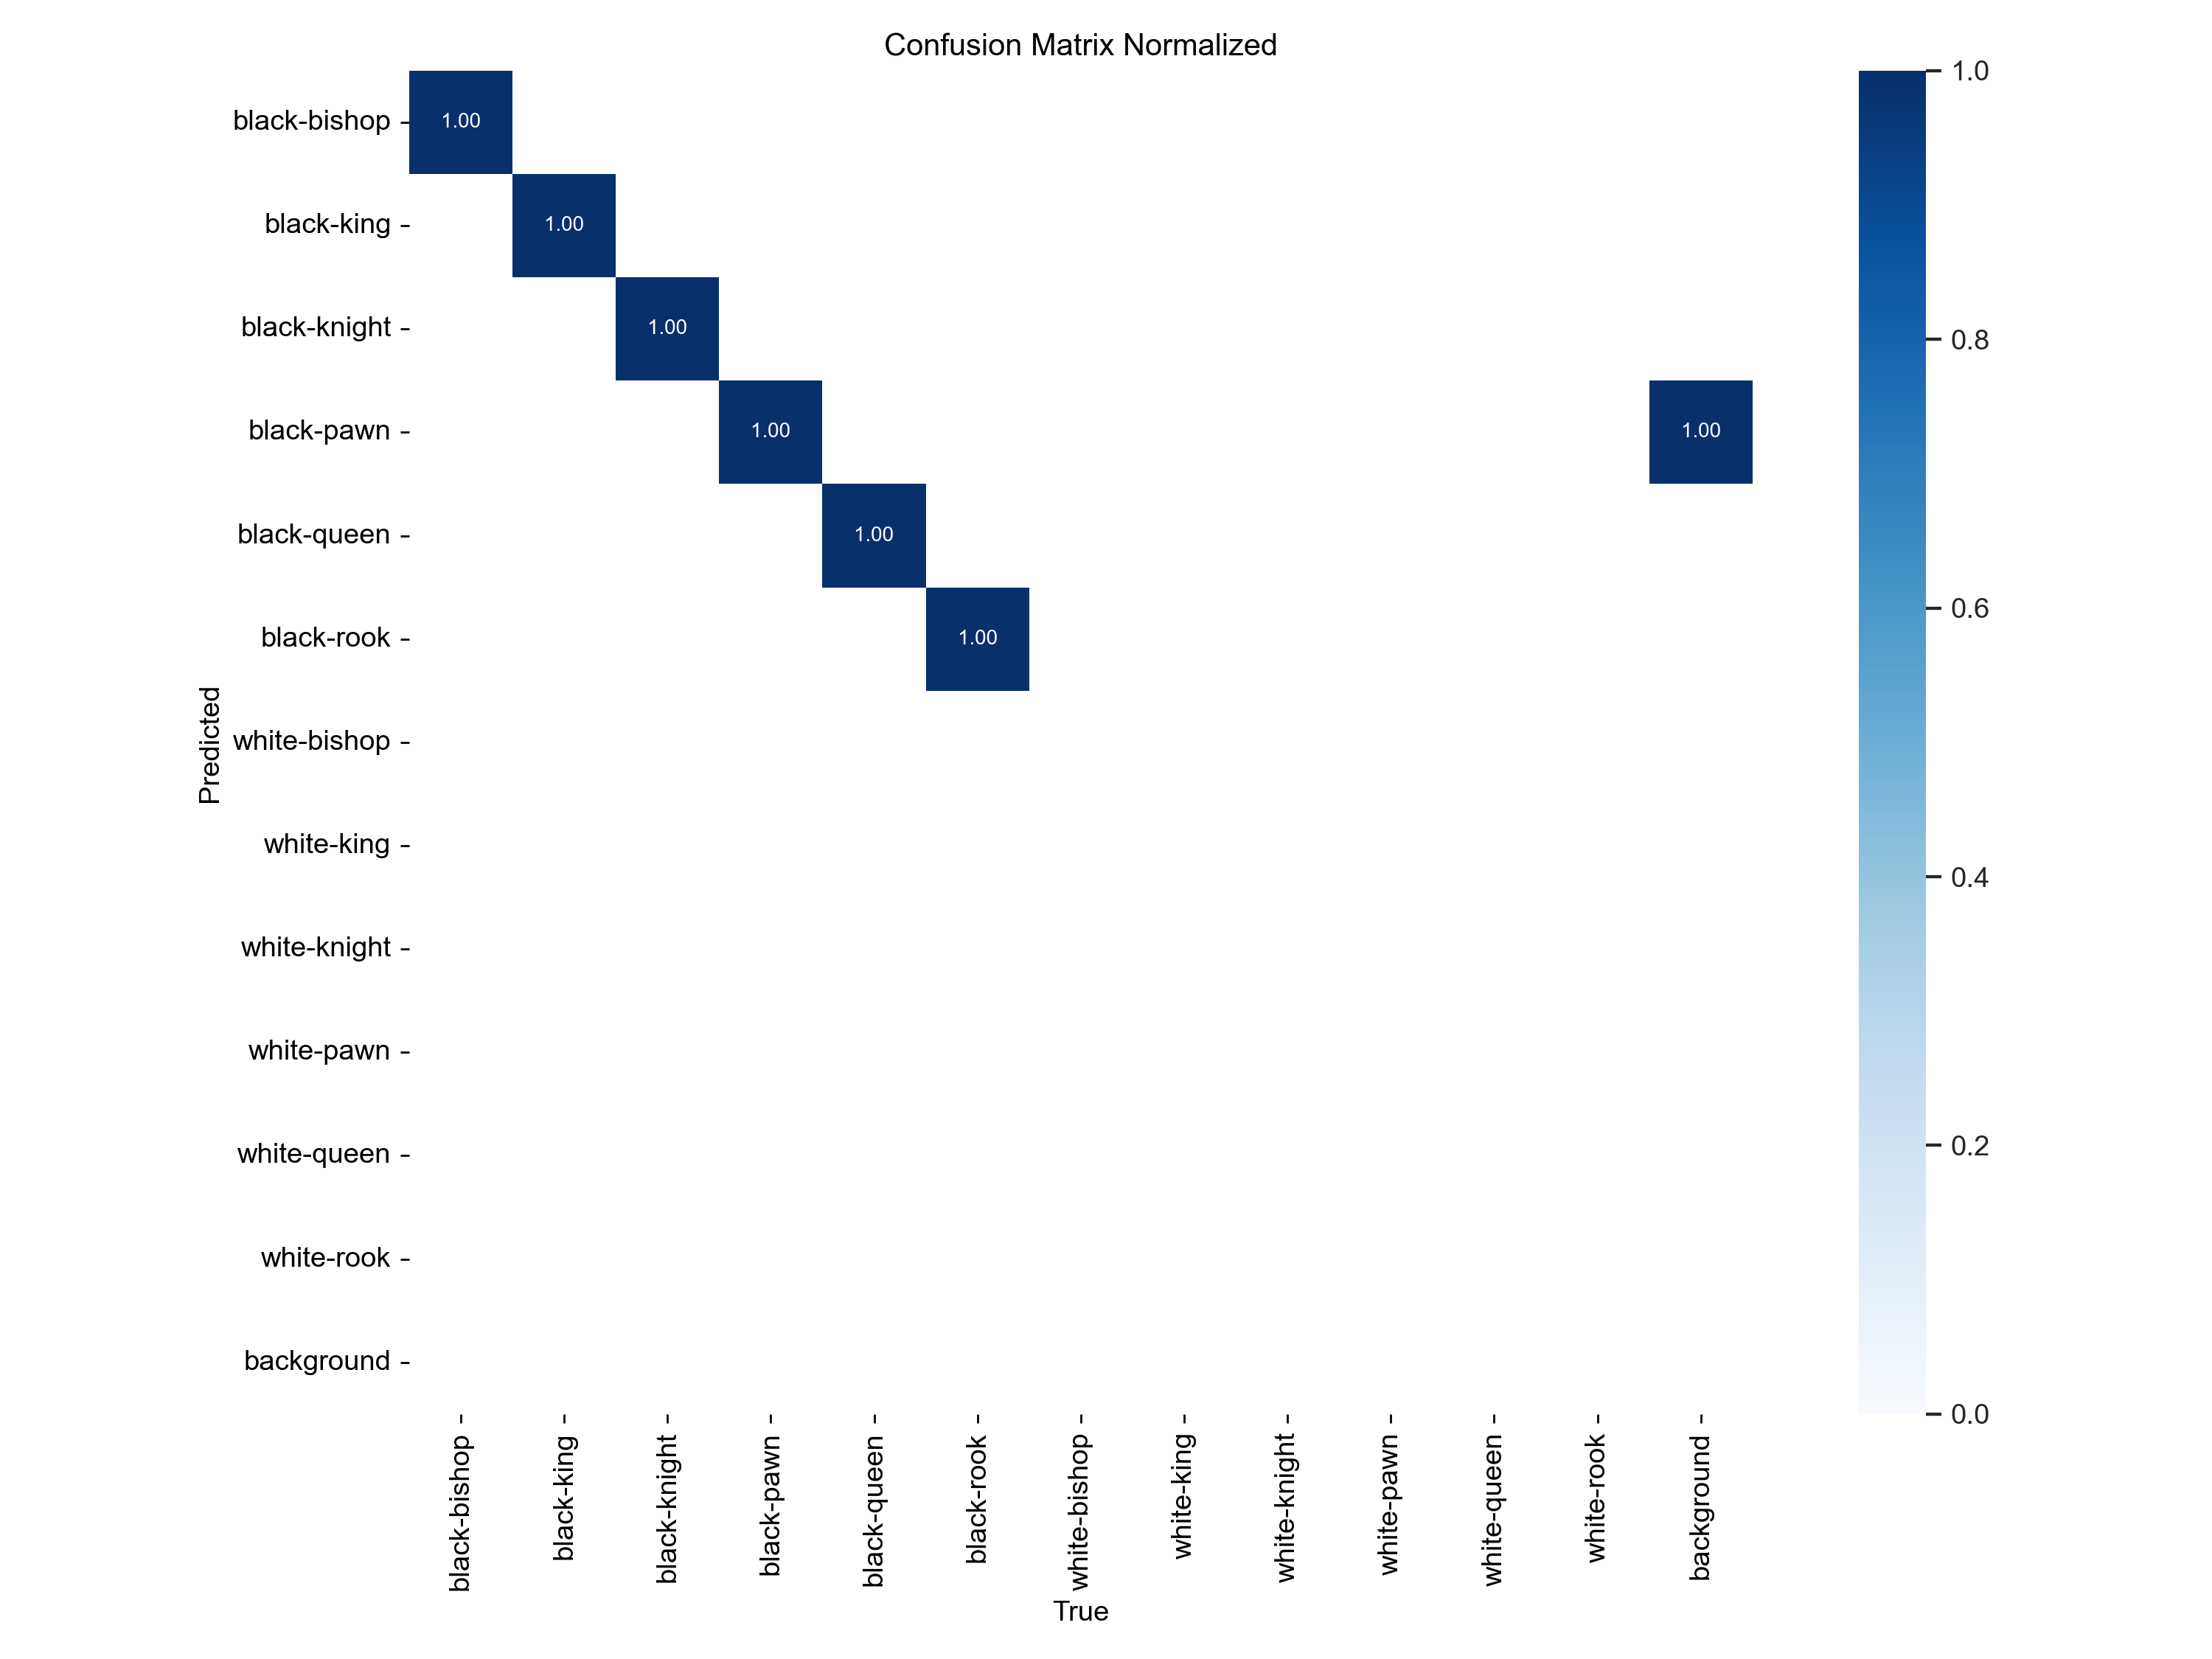 Confusion Matrix Normalized
black-bishop
1.00
black-king
1.00
black-knight
1.00
black-pawn
1.00
1.00
black-queen
1.00
black-rook
1.00
white-bishop
white-king
white-knight
white-pawn
white-queen
white-rook
background
Predicted
black-bishop
black-king
black-knight
black-pawn
black-queen
black-rook
white-bishop
white-king
white-knight
white-pawn
white-queen
white-rook
background
True
1.0
0.8
0.6
0.4
0.2
0.0